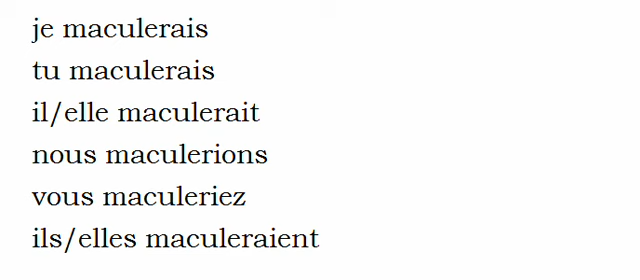 je maculerais
tu maculerais
il/elle maculerait
nous maculerions
vous maculeriez
ils/elles maculeraient